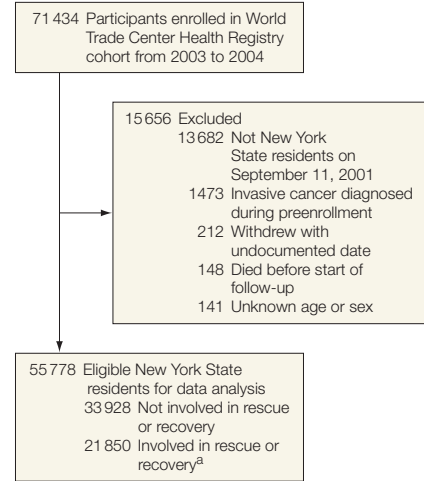 71 434 Participants enrolled in World
Trade Center Health Registry
cohort from 2003 to 2004
15 656 Excluded
13 682 Not New York
State residents on
September 11, 2001
1473 Invasive cancer diagnosed
during preenrollment
212 Withdrew with
undocumented date
148 Died before start of
follow-up
141 Unknown age or sex
55 778 Eligible New York State
residents for data analysis
33 928 Not involved in rescue
or recovery
21 850 Involved in rescue or
recoveryᵃ